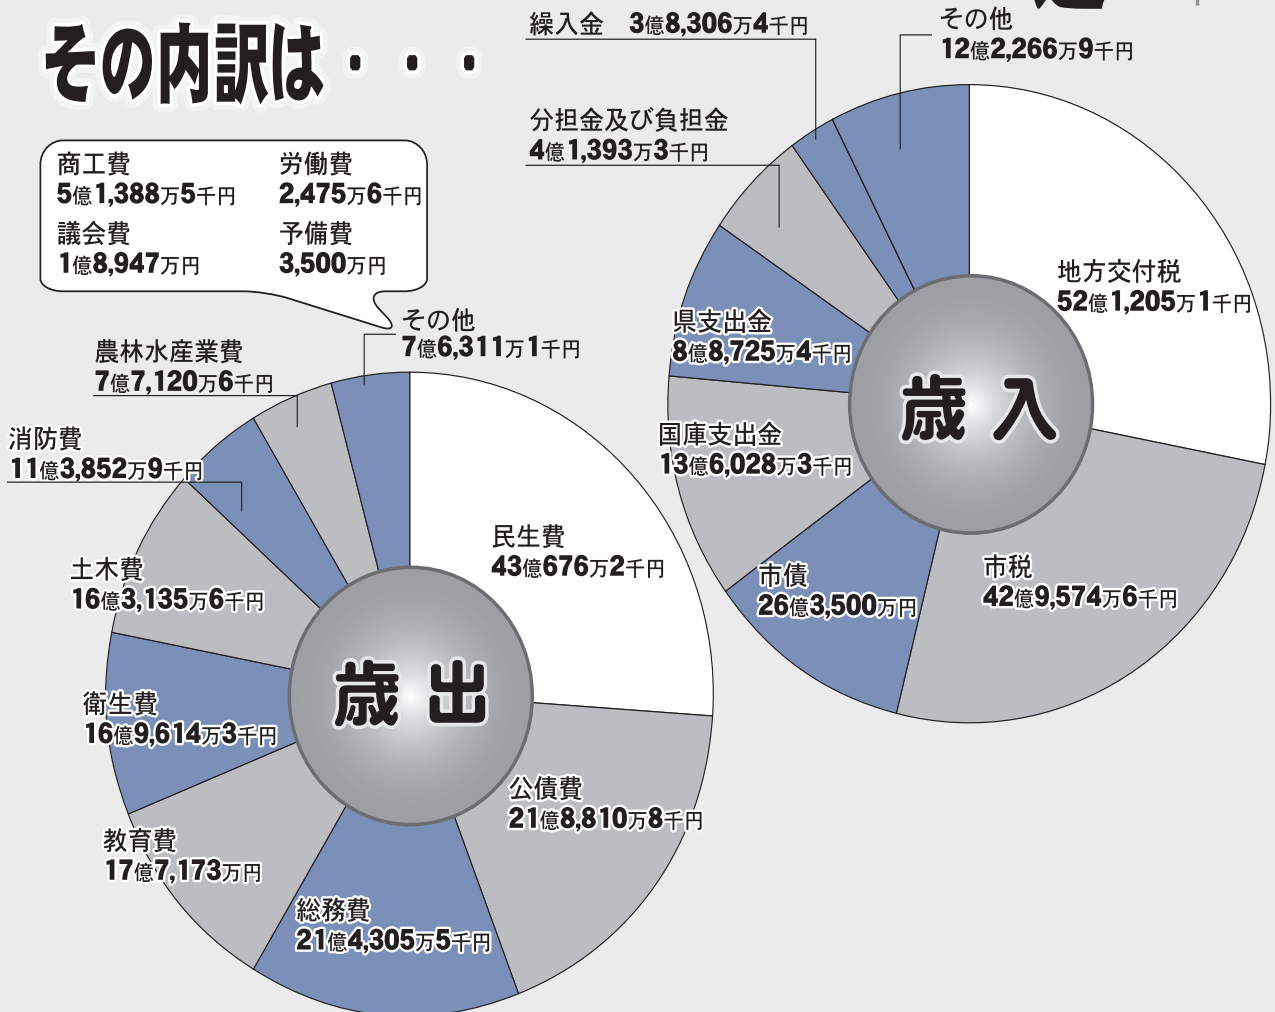 その内訳は・・・
商工費
5億1,388万5千円
労働費
2,475万6千円
議会費
1億8,947万円
予備費
3,500万円
歳出
民生費
43億676万2千円
公債費
21億8,810万8千円
総務費
21億4,305万5千円
教育費
17億7,173万円
衛生費
16億9,614万3千円
土木費
16億3,135万6千円
消防費
11億3,852万9千円
農林水産業費
7億7,120万6千円
その他
7億6,311万1千円
歳入
地方交付税
52億1,205万1千円
市税
42億9,574万6千円
市債
26億3,500万円
国庫支出金
13億6,028万3千円
県支出金
8億8,725万4千円
分担金及び負担金
4億1,393万3千円
繰入金 3億8,306万4千円
その他
12億2,266万9千円